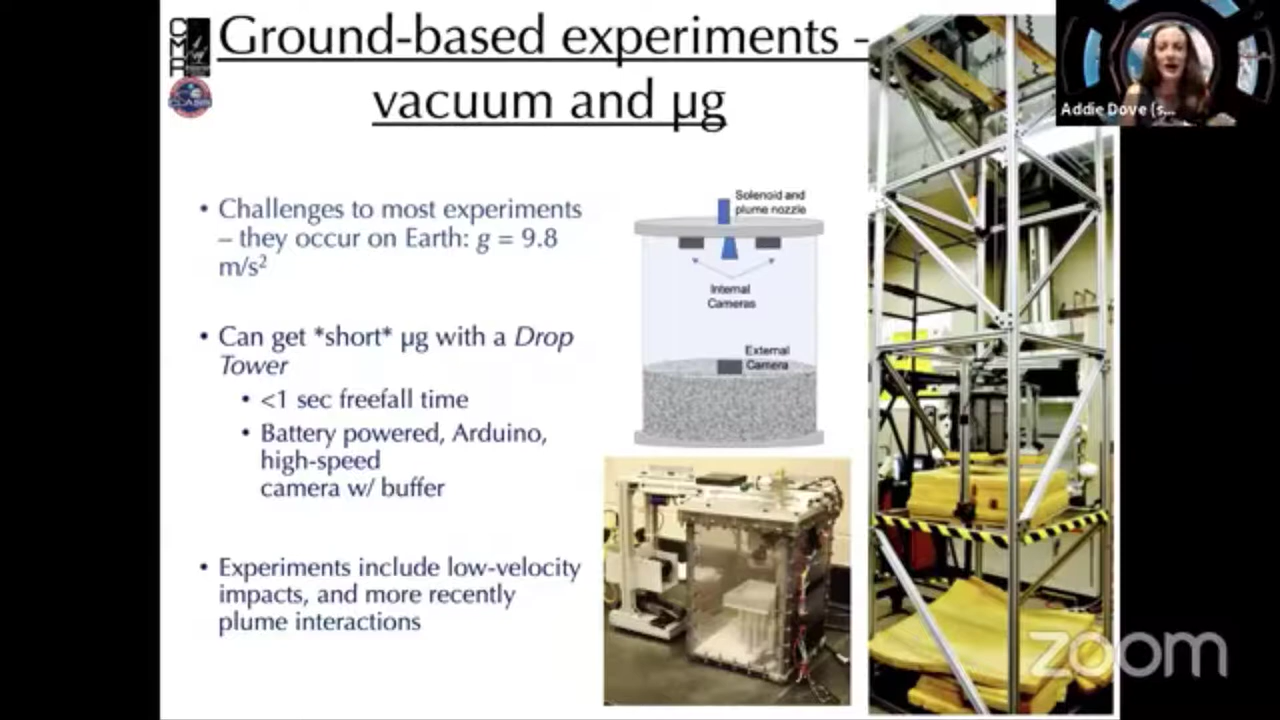 Ground-based experiments -
vacuum and µg
CMR
CLASS
Addie Dove (s...
• Challenges to most experiments
– they occur on Earth: g = 9.8
m/s²
• Can get *short* µg with a Drop
Tower
• <1 sec freefall time
• Battery powered, Arduino,
high-speed
camera w/ buffer
• Experiments include low-velocity
impacts, and more recently
plume interactions
Solenoid and
plume nozzle
Internal
Cameras
External
Camera
zoom